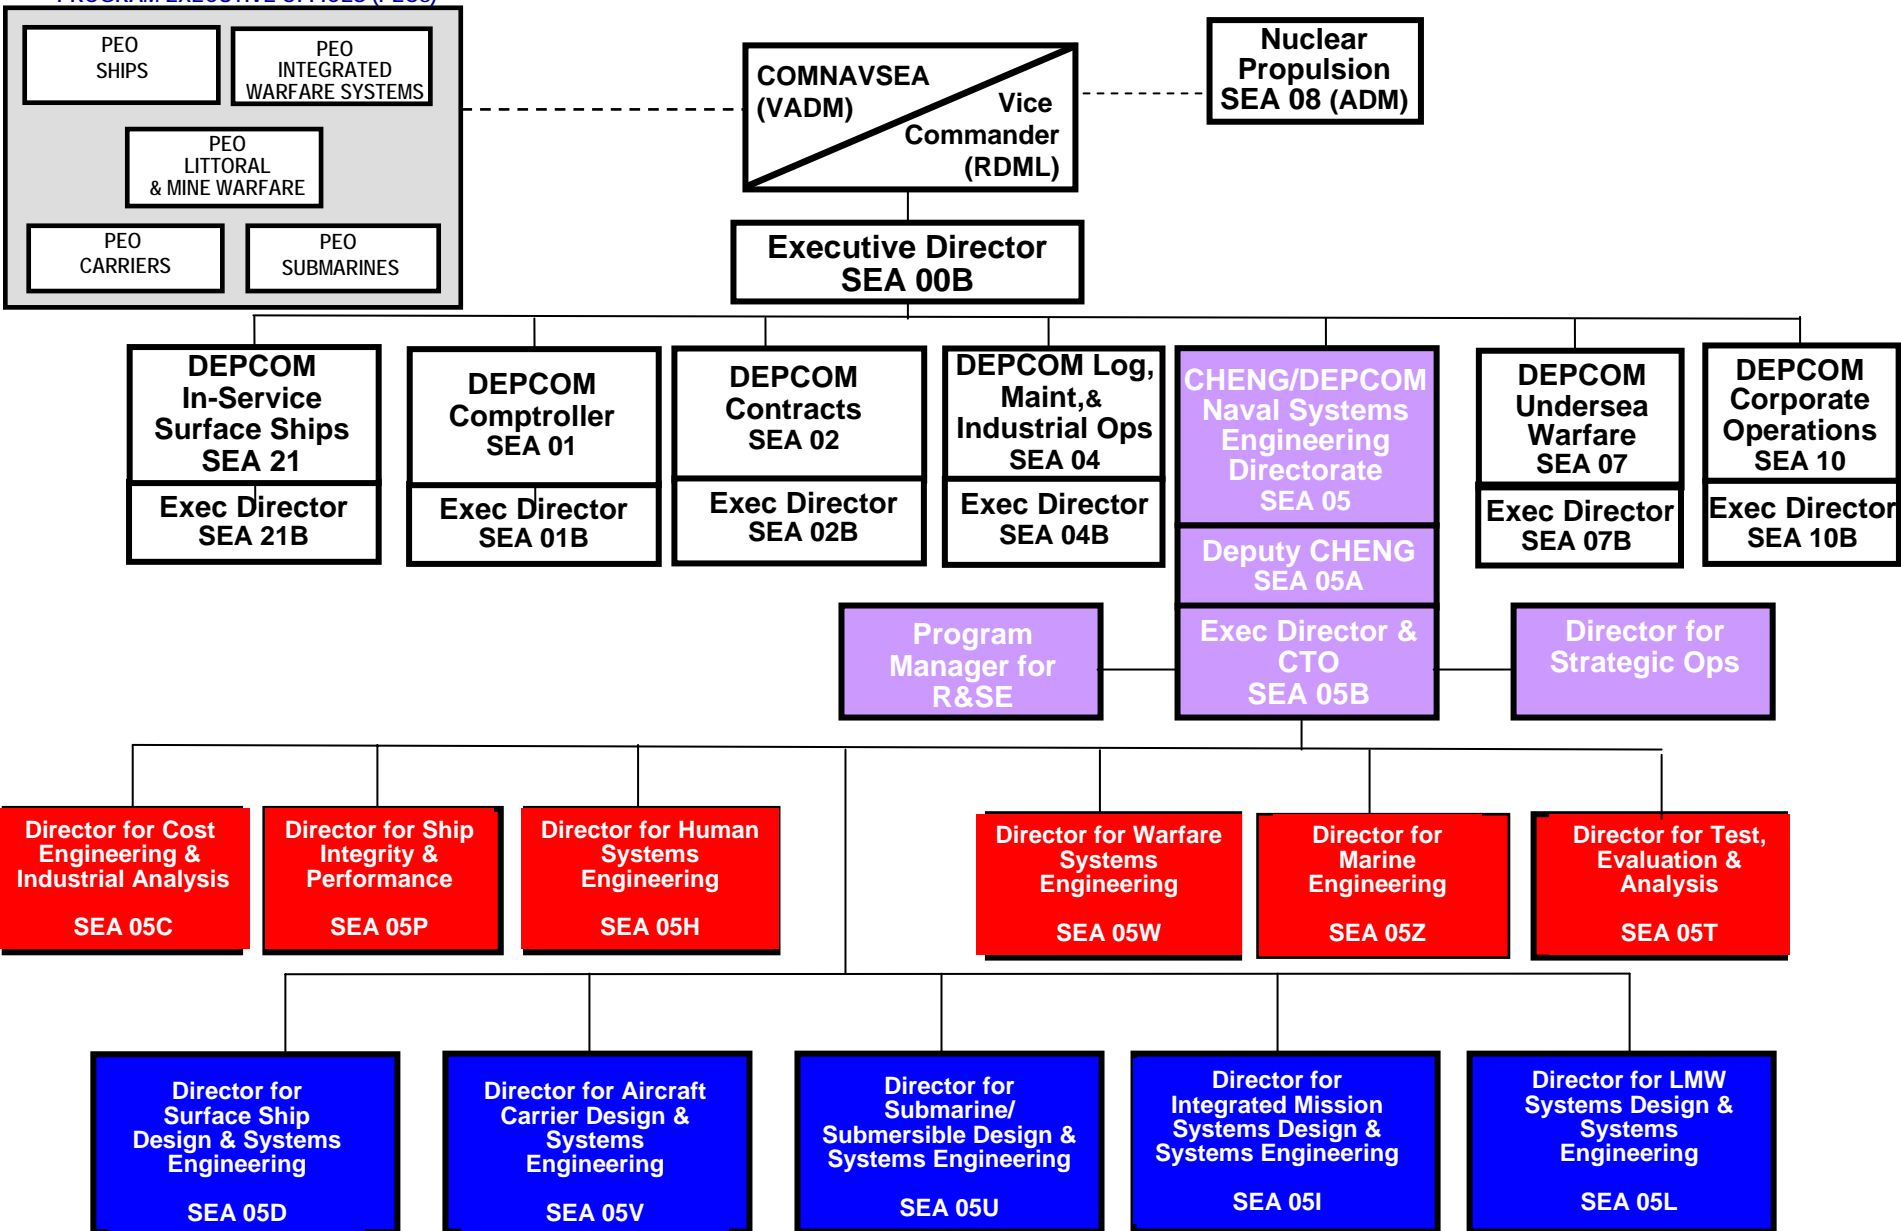 PROGRAM EXECUTIVE OFFICES (PEOs)
PEO
SHIPS
PEO
INTEGRATED
WARFARE SYSTEMS
PEO
LITTORAL
& MINE WARFARE
PEO
CARRIERS
PEO
SUBMARINES
COMNAVSEA
(VADM)
Vice
Commander
(RDML)
Nuclear
Propulsion
SEA 08 (ADM)
Executive Director
SEA 00B
DEPCOM
In-Service
Surface Ships
SEA 21
Exec Director
SEA 21B
DEPCOM
Comptroller
SEA 01
Exec Director
SEA 01B
DEPCOM
Contracts
SEA 02
Exec Director
SEA 02B
DEPCOM Log,
Maint,&
Industrial Ops
SEA 04
Exec Director
SEA 04B
CHENG/DEPCOM
Naval Systems
Engineering
Directorate
SEA 05
Deputy CHENG
SEA 05A
Exec Director &
CTO
SEA 05B
DEPCOM
Undersea
Warfare
SEA 07
Exec Director
SEA 07B
DEPCOM
Corporate
Operations
SEA 10
Exec Director
SEA 10B
Program
Manager for
R&SE
Director for
Strategic Ops
Director for Cost
Engineering &
Industrial Analysis
SEA 05C
Director for Ship
Integrity &
Performance
SEA 05P
Director for Human
Systems
Engineering
SEA 05H
Director for Warfare
Systems
Engineering
SEA 05W
Director for
Marine
Engineering
SEA 05Z
Director for Test,
Evaluation &
Analysis
SEA 05T
Director for
Surface Ship
Design & Systems
Engineering
SEA 05D
Director for Aircraft
Carrier Design &
Systems
Engineering
SEA 05V
Director for
Submarine/
Submersible Design &
Systems Engineering
SEA 05U
Director for
Integrated Mission
Systems Design &
Systems Engineering
SEA 05I
Director for LMW
Systems Design &
Systems
Engineering
SEA 05L